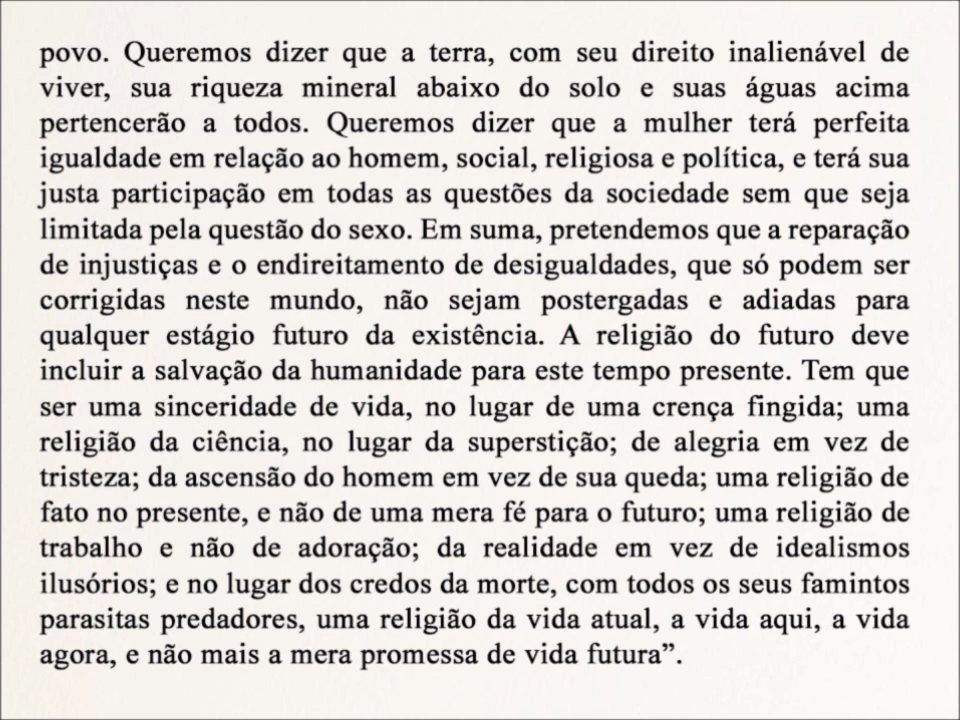 povo. Queremos dizer que a terra, com seu direito inalienável de
viver, sua riqueza mineral abaixo do solo e suas águas acima
pertencerão a todos. Queremos dizer que a mulher terá perfeita
igualdade em relação ao homem, social, religiosa e política, e terá sua
justa participação em todas as questões da sociedade sem que seja
limitada pela questão do sexo. Em suma, pretendemos que a reparação
de injustiças e o endireitamento de desigualdades, que só podem ser
corrigidas neste mundo, não sejam postergadas e adiadas para
qualquer estágio futuro da existência. A religião do futuro deve
incluir a salvação da humanidade para este tempo presente. Tem que
ser uma sinceridade de vida, no lugar de uma crença fingida; uma
religião da ciência, no lugar da superstição; de alegria em vez de
tristeza; da ascensão do homem em vez de sua queda; uma religião de
fato no presente, e não de uma mera fé para o futuro; uma religião de
trabalho e não de adoração; da realidade em vez de idealismos
ilusórios; e no lugar dos credos da morte, com todos os seus famintos
parasitas predadores, uma religião da vida atual, a vida aqui, a vida
agora, e não mais a mera promessa de vida futura”.